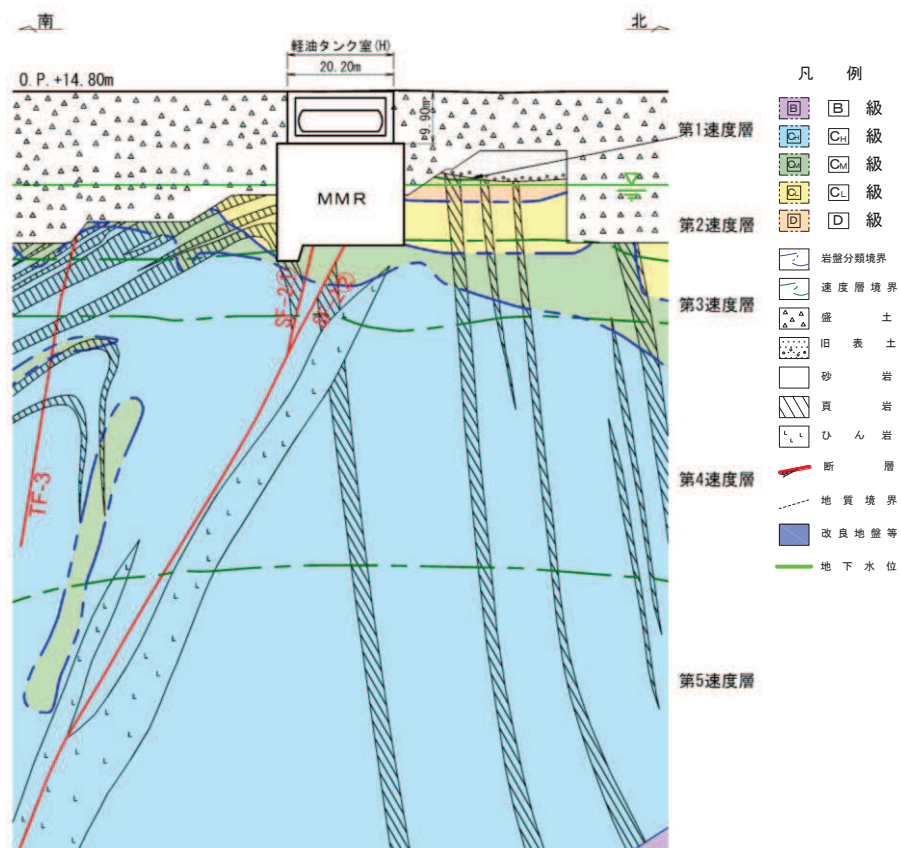 南
北
軽油タンク室(H)
20.20m
O.P.+14.80m
9.90m
MMR
第1速度層
第2速度層
第3速度層
第4速度層
第5速度層
TF-3
凡 例
B B 級
CH CH 級
CM CM 級
CL CL 級
D D 級
岩盤分類境界
速度層境界
盛 土
旧 表 土
砂 岩
頁 岩
ひ ん 岩
断 層
地 質 境 界
改 良 地 盤 等
地 下 水 位